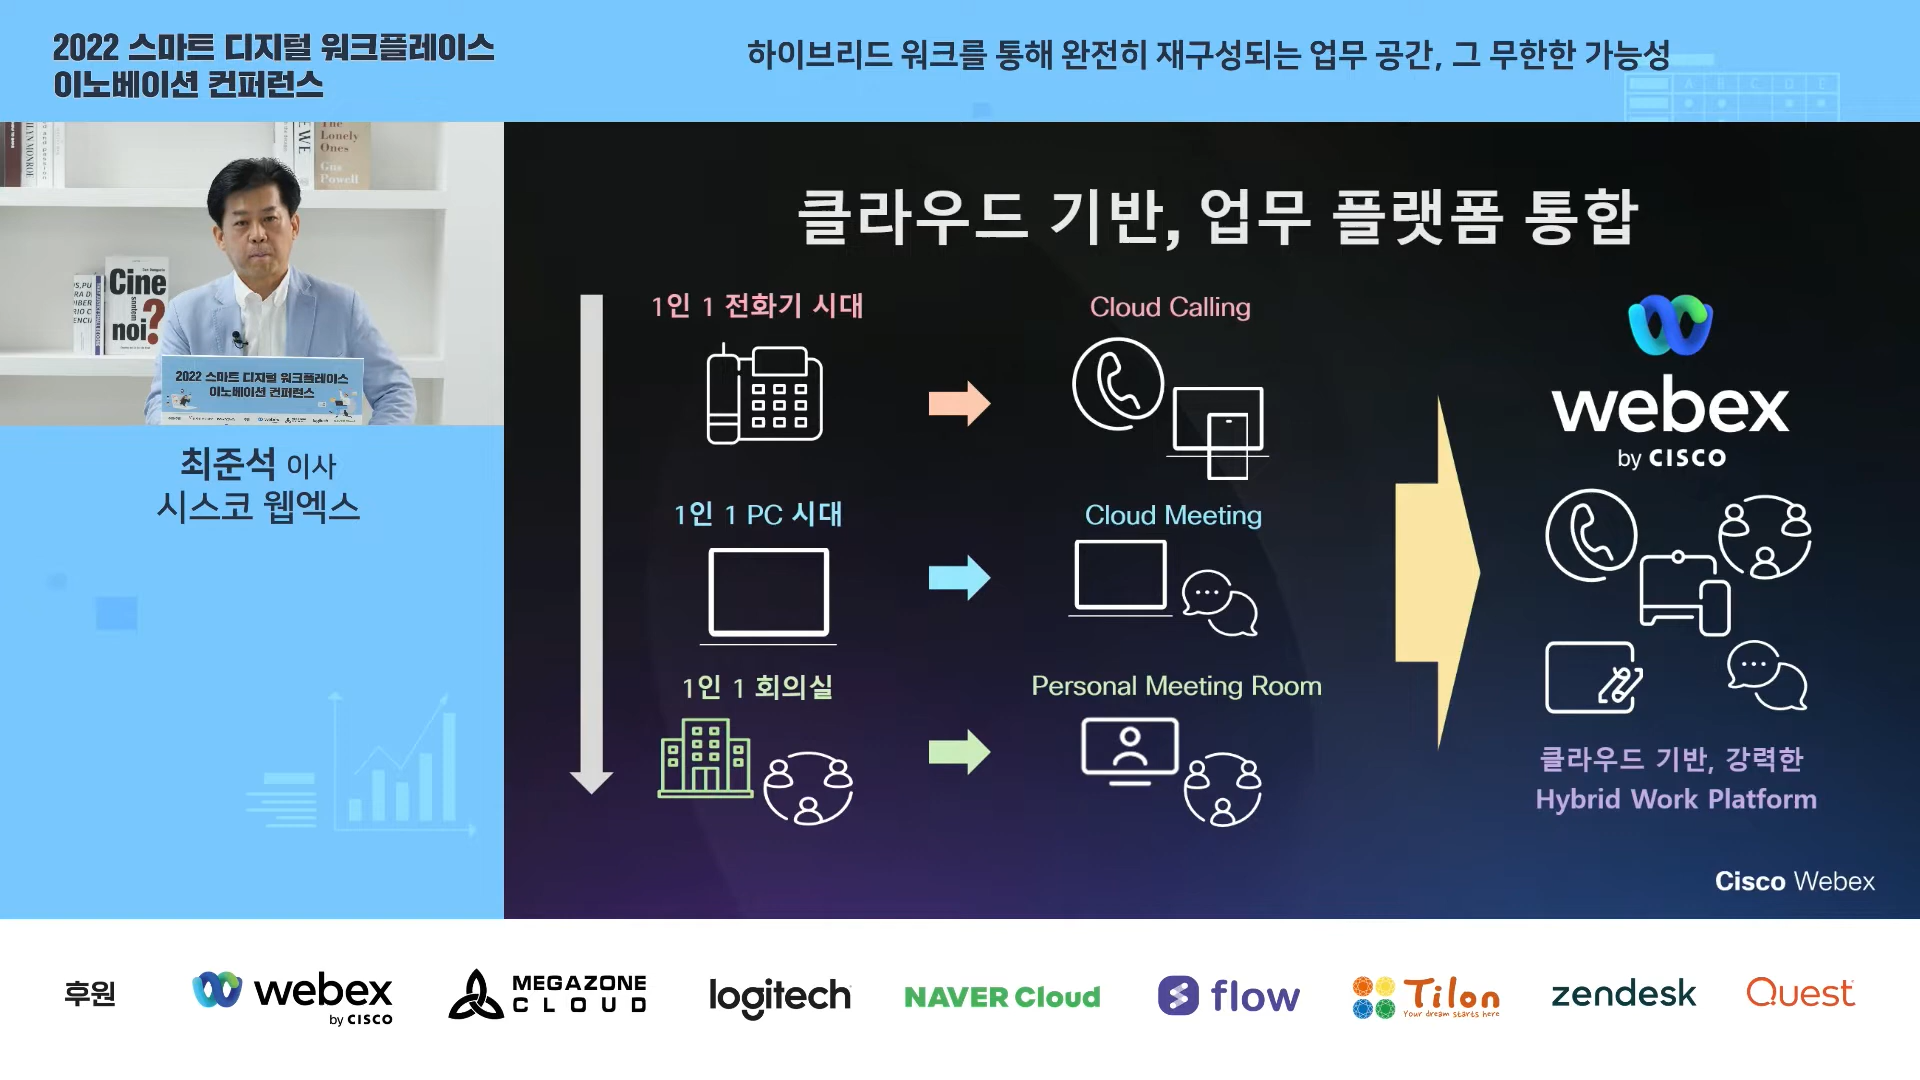 2022 스마트 디지털 워크플레이스
이노베이션 컨퍼런스
하이브리드 워크를 통해 완전히 재구성되는 업무 공간, 그 무한한 가능성
A B C D E
The
Lonely
Ones
Gus
Powell
Cine
noi?
2022 스마트 디지털 워크플레이스
이노베이션 컨퍼런스
최준석 이사
시스코 웹엑스
클라우드 기반, 업무 플랫폼 통합
1인 1 전화기 시대
Cloud Calling
1인 1 PC 시대
Cloud Meeting
1인 1 회의실
Personal Meeting Room
webex
by CISCO
클라우드 기반, 강력한
Hybrid Work Platform
Cisco Webex
후원
webex
by CISCO
MEGAZONE
CLOUD
logitech
NAVER Cloud
flow
Tilon
Your dream starts here
zendesk
Quest